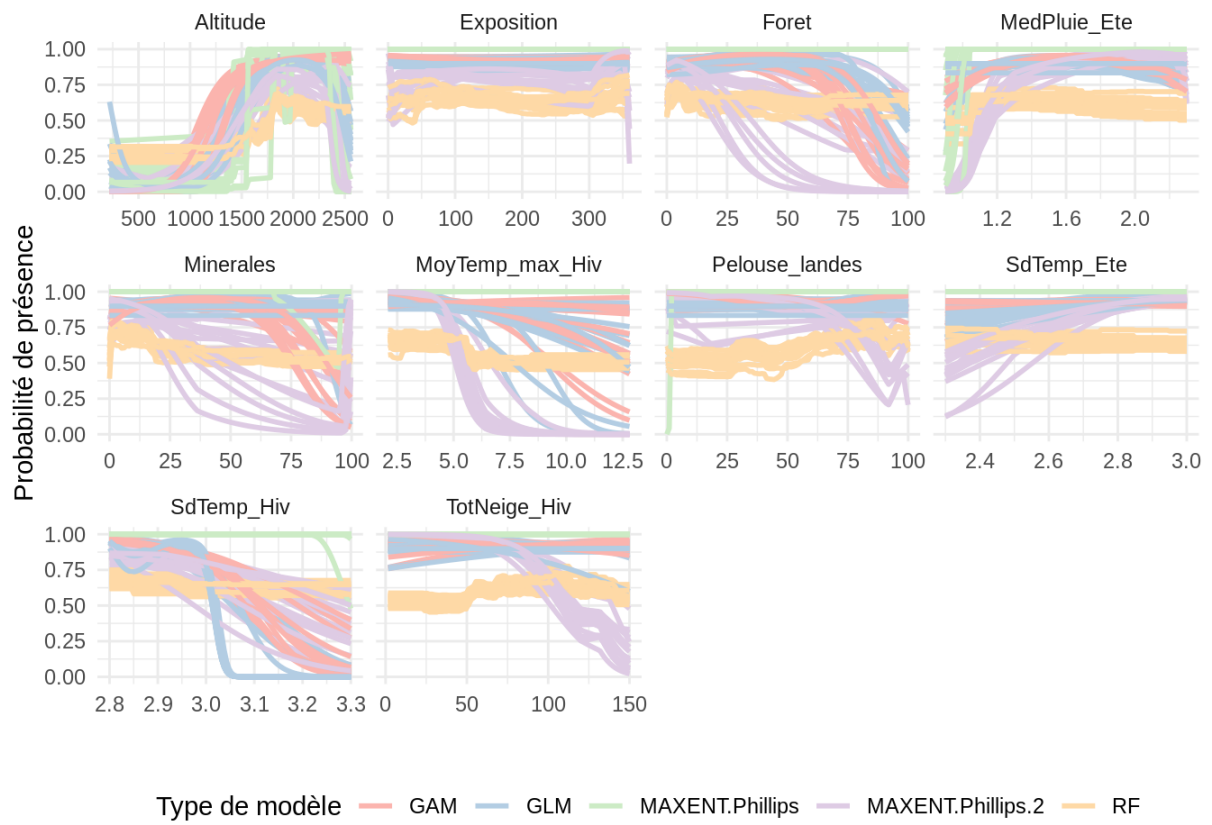 Altitude Exposition Foret MedPluie_Ete
1.00
0.75
0.50
0.25
0.00
500 1000 1500 2000 2500 0 100 200 300 0 25 50 75 100 1.2 1.6 2.0
Probabilité de présence
Minerales MoyTemp_max_Hiv Pelouse_landes SdTemp_Ete
1.00
0.75
0.50
0.25
0.00
0 25 50 75 100 2.5 5.0 7.5 10.0 12.5 0 25 50 75 100 2.4 2.6 2.8 3.0
SdTemp_Hiv TotNeige_Hiv
1.00
0.75
0.50
0.25
0.00
2.8 2.9 3.0 3.1 3.2 3.3 0 50 100 150
Type de modèle GAM GLM MAXENT.Phillips MAXENT.Phillips.2 RF